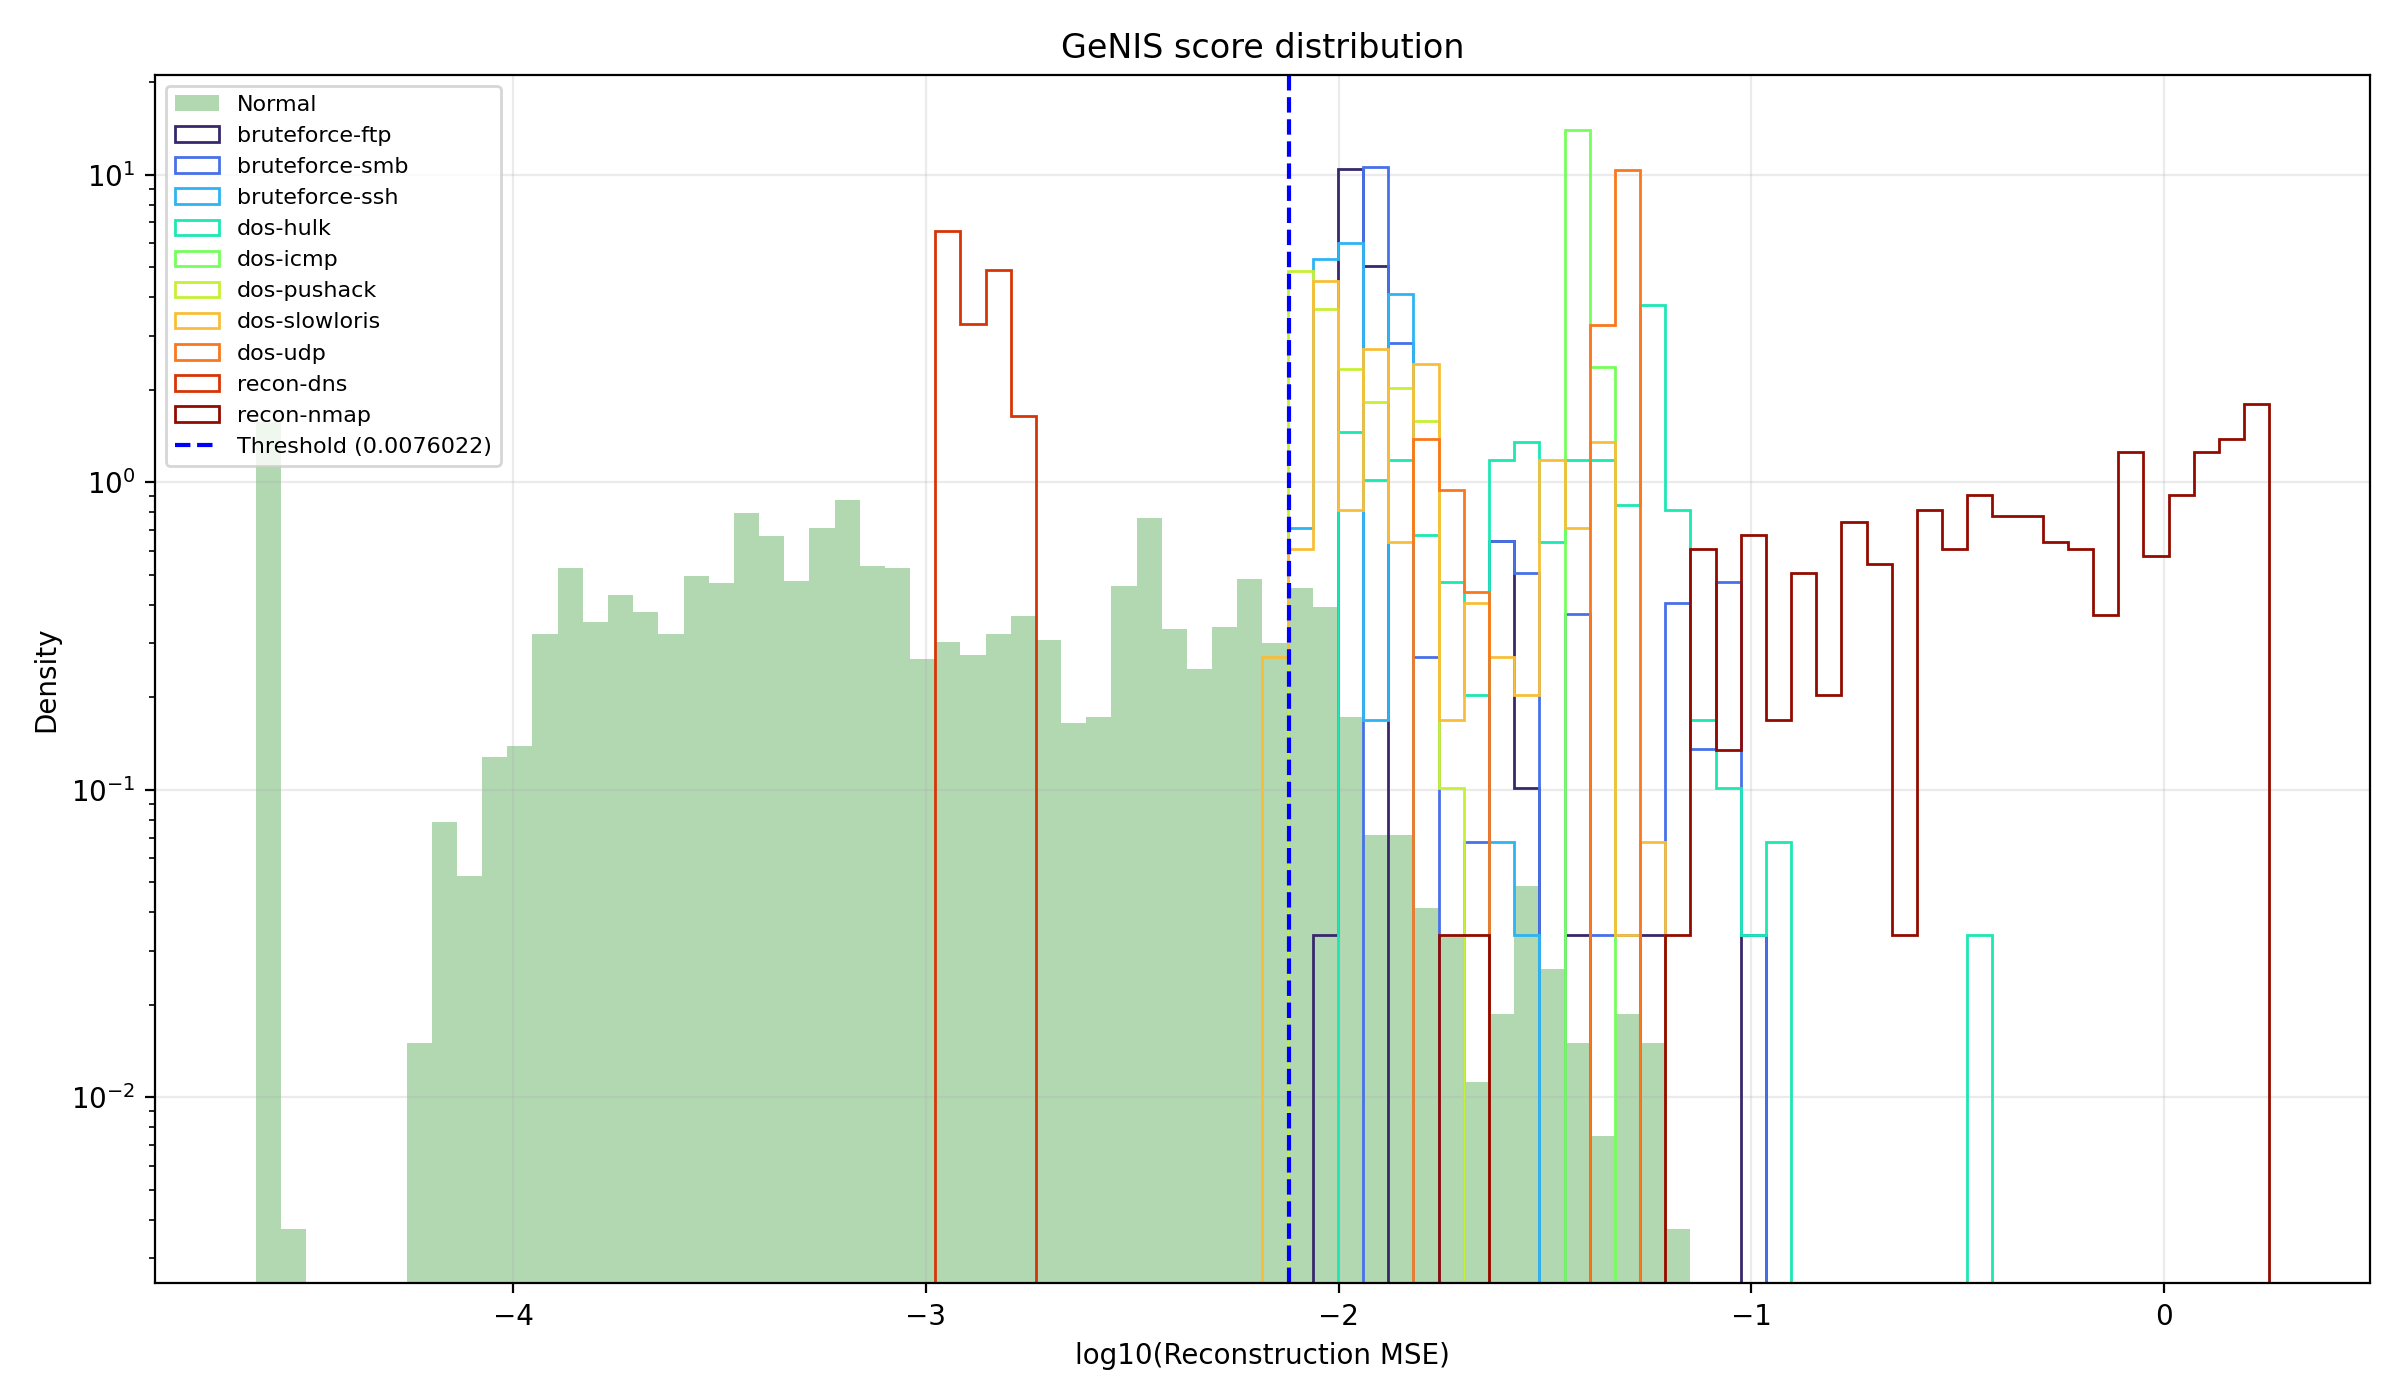 GeNIS score distribution
Normal
bruteforce-ftp
bruteforce-smb
bruteforce-ssh
dos-hulk
dos-icmp
dos-pushack
dos-slowloris
dos-udp
recon-dns
recon-nmap
Threshold (0.0076022)
Density
10¹
10⁰
10⁻¹
10⁻²
−4 −3 −2 −1 0
log10(Reconstruction MSE)